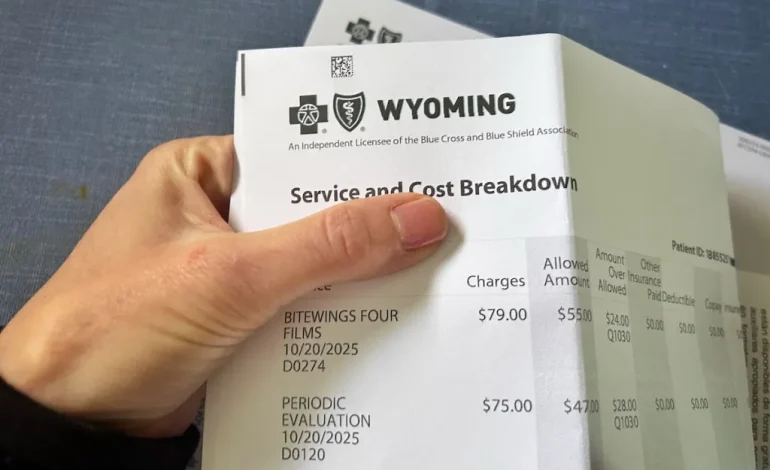 WYOMING
An Independent Licensee of the Blue Cross and Blue Shield Association
Service and Cost Breakdown
Patient ID:
Charges
Allowed Amount
Amount Over Allowed
Other Insurance Paid
Deductible
Copay
BITEWINGS FOUR
FILMS
10/20/2025
D0274
$79.00 $55.00 $24.00 $0.00 $0.00 $0.00
Q1030
PERIODIC
EVALUATION
10/20/2025
D0120
$75.00 $47.00 $28.00 $0.00 $0.00 $0.00
Q1030